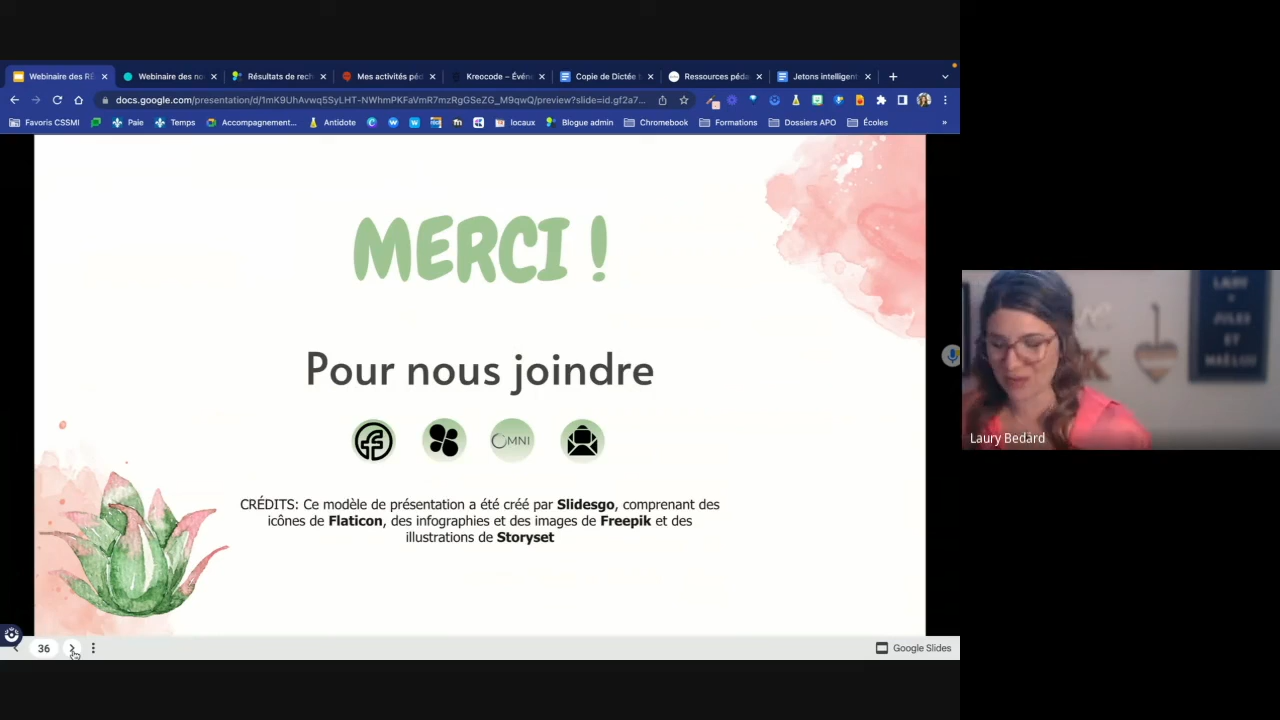 Webinaire des RÉ
Webinaire des no
Résultats de rech
Mes activités péd
Kreocode – Événe
Copie de Dictée t
Ressources péda
Jetons intelligent
docs.google.com/presentation/d/1mK9UhAvwq5SyLHT-NWhmPKFaVmR7mzRgGSeZG_M9qwQ/preview?slide=id.gf2a7...
Favoris CSSMI
Paie
Temps
Accompagnement...
Antidote
locaux
Blogue admin
Chromebook
Formations
Dossiers APO
Écoles
MERCI !
Pour nous joindre
OMNI
CRÉDITS: Ce modèle de présentation a été créé par Slidesgo, comprenant des
icônes de Flaticon, des infographies et des images de Freepik et des
illustrations de Storyset
36
Google Slides
LAURY
JULES
ET
Laury Bedard